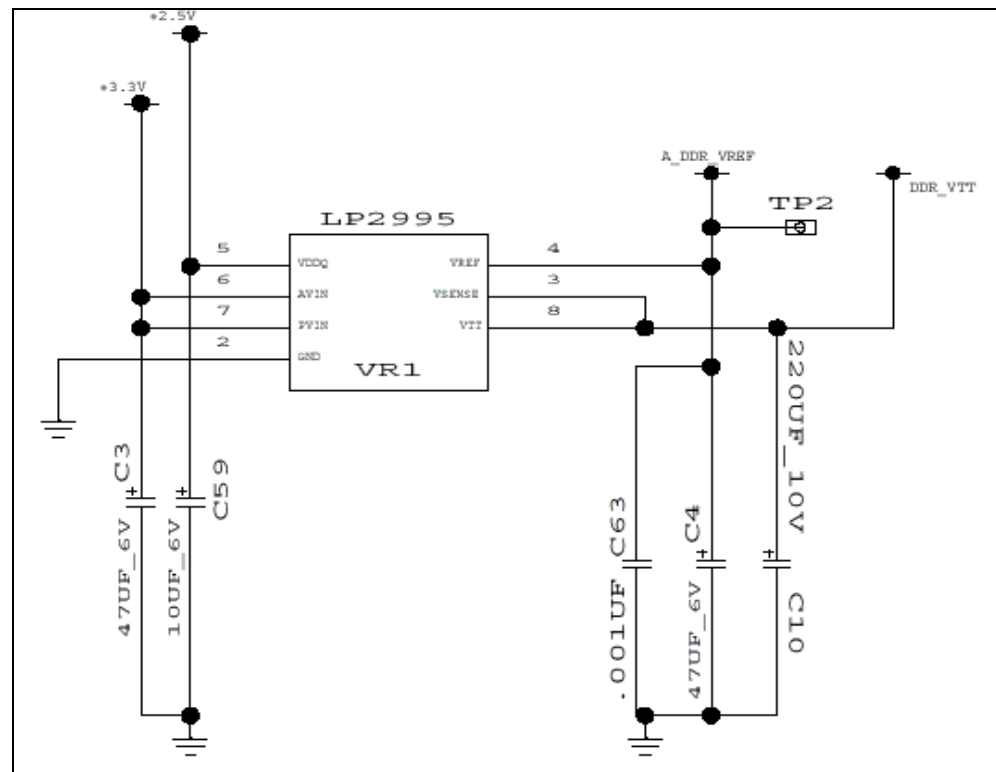 +2.5V
+3.3V
A_DDR_VREF
DDR_VTT
TP2
LP2995
5
VDDQ
VREF
4
6
AVIN
VSENSE
3
7
PVIN
VTT
8
2
GND
VR1
C3
47UF_6V
C59
10UF_6V
C63
.001UF
C4
47UF_6V
220UF_10V
C10